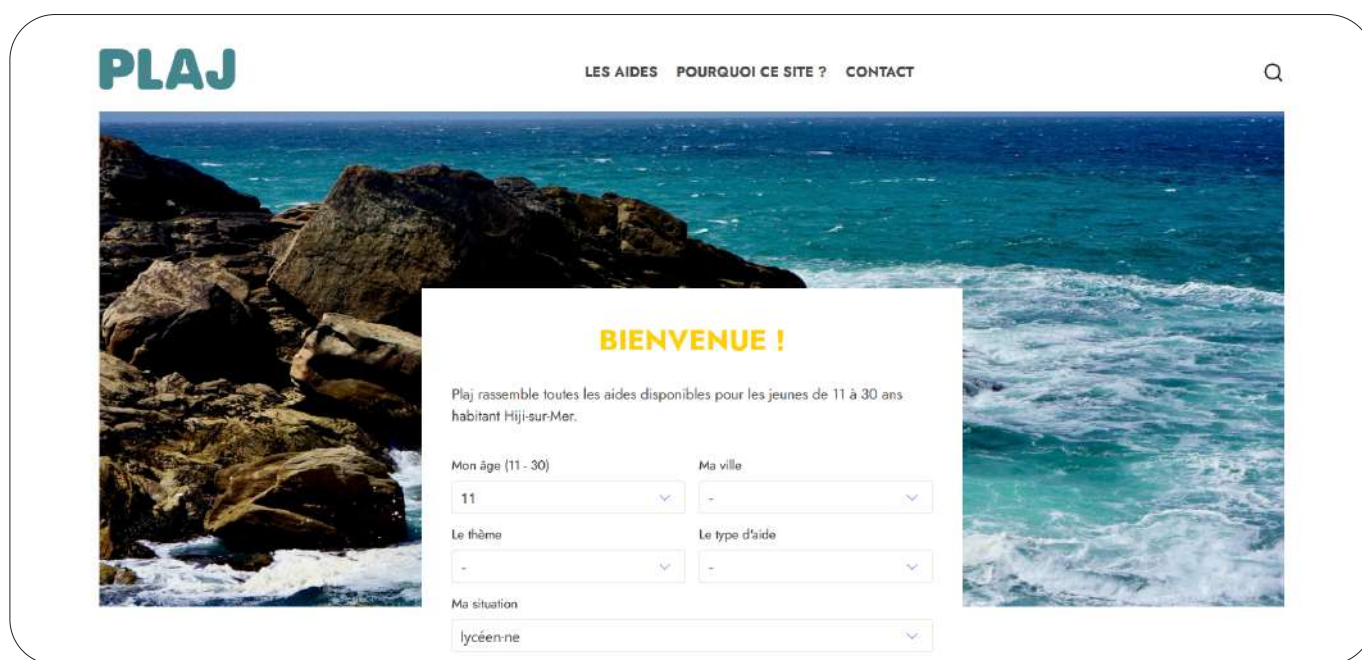 PLAJ
LES AIDES POURQUOI CE SITE ? CONTACT
BIENVENUE !
Plaj rassemble toutes les aides disponibles pour les jeunes de 11 à 30 ans
habitant Hiji-sur-Mer.
Mon âge (11 - 30) Ma ville
11 -
Le thème Le type d'aide
- -
Ma situation
lycéen·ne